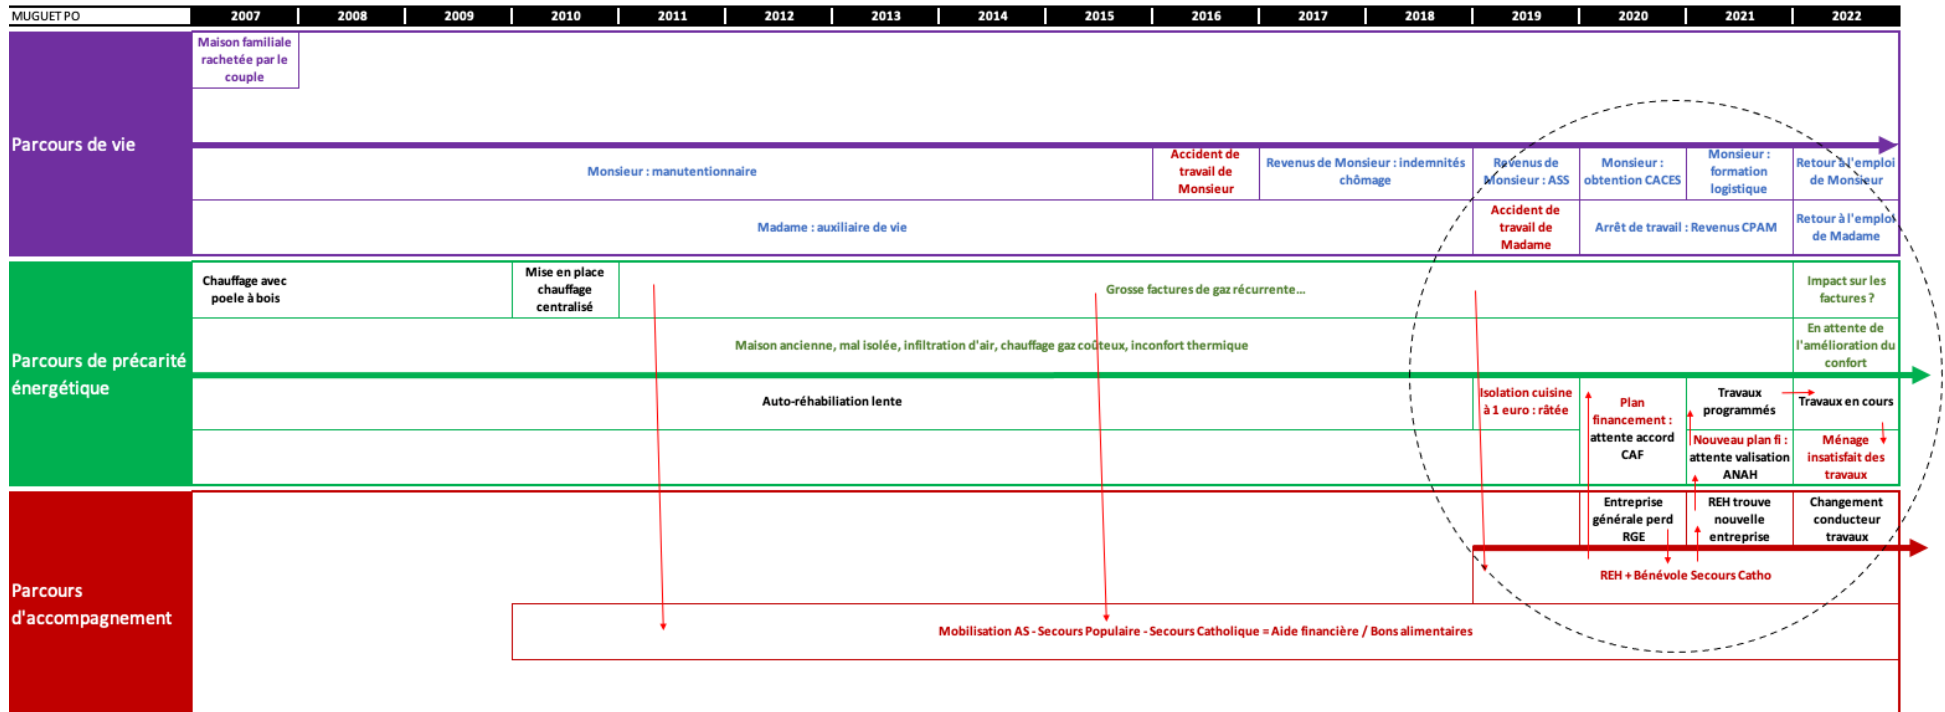 MUGUET PO 2007 2008 2009 2010 2011 2012 2013 2014 2015 2016 2017 2018 2019 2020 2021 2022
Parcours de vie
Maison familiale
rachetée par le
couple
Monsieur : manutentionnaire
Accident de
travail de
Monsieur
Revenus de Monsieur : indemnités
chômage
Revenus de
Monsieur : ASS
Monsieur :
obtention CACES
Monsieur :
formation
logistique
Retour à l'emploi
de Monsieur
Madame : auxiliaire de vie
Accident de
travail de
Madame
Arrêt de travail : Revenus CPAM
Retour à l'emploi
de Madame
Parcours de précarité
énergétique
Chauffage avec
poele à bois
Mise en place
chauffage
centralisé
Grosse factures de gaz récurrente...
Impact sur les
factures ?
Maison ancienne, mal isolée, infiltration d'air, chauffage gaz coûteux, inconfort thermique
En attente de
l'amélioration du
confort
Auto-réhabiliation lente
Isolation cuisine
à 1 euro : râtée
Plan
financement :
attente accord
CAF
Travaux
programmés
Travaux en cours
Nouveau plan fi :
attente valisation
ANAH
Ménage
insatisfait des
travaux
Parcours
d'accompagnement
Entreprise
générale perd
RGE
REH trouve
nouvelle
entreprise
Changement
conducteur
travaux
REH + Bénévole Secours Catho
Mobilisation AS - Secours Populaire - Secours Catholique = Aide financière / Bons alimentaires